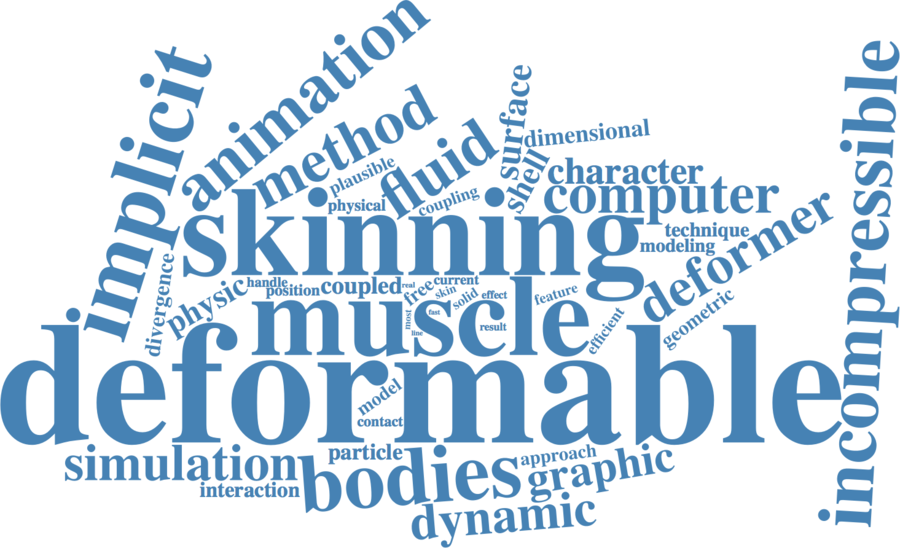 implicit
animation
method
plausible
physical
fluid
coupling
surface
shell
dimensional
character
computer
technique
modeling
deformer
geometric
incompressible
skinning
divergence
physic
handle
position
coupled
real
free
current
skin
solid
effect
feature
efficient
most
fast
line
result
muscle
deformable
model
contact
simulation
interaction
particle
bodies
approach
graphic
dynamic